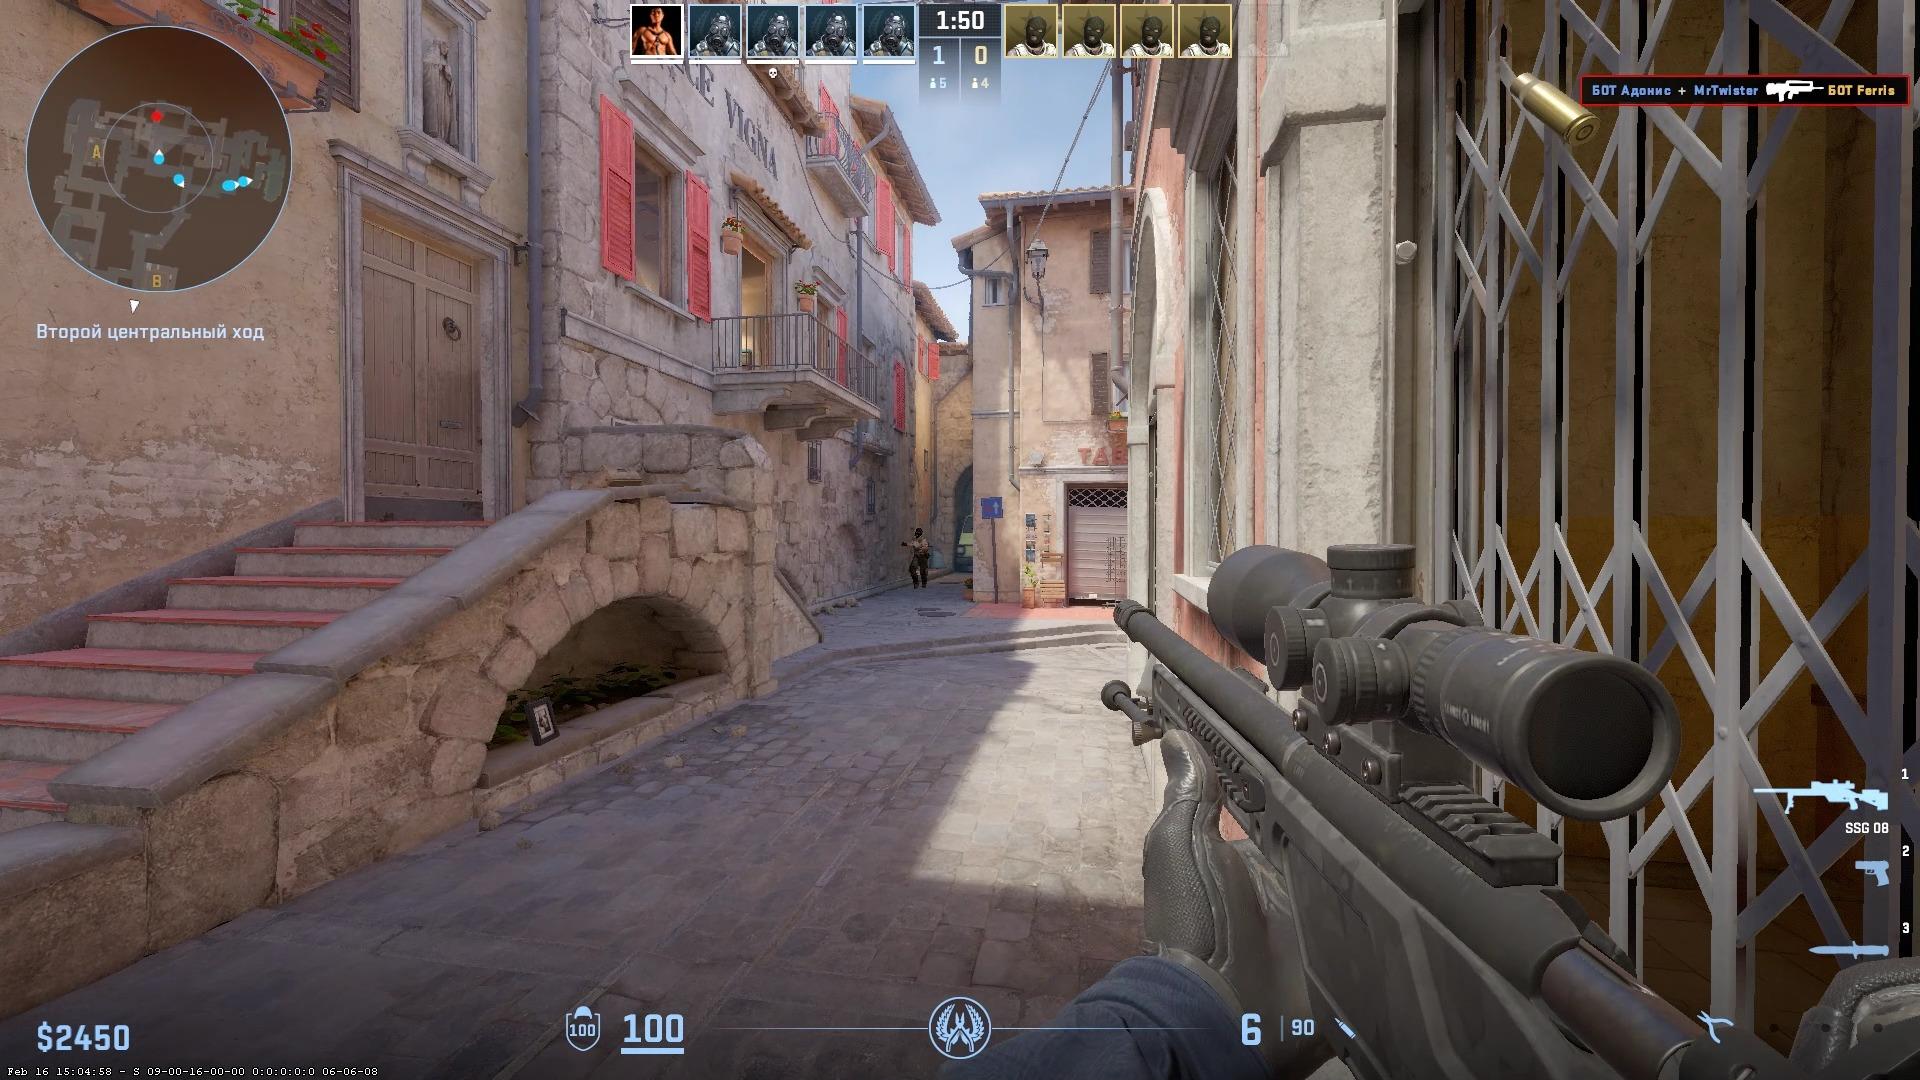 1:50
1 0
5 4
БОТ Адонис + MrTwister БОТ Ferris
VIGNA
A
B
Второй центральный ход
TAB
1
SSG 08
2
3
$2450
100 100
6 90
Feb 16 15:04:58 - S 09-00-16-00-00 0:0:0:0:0 06-06-08